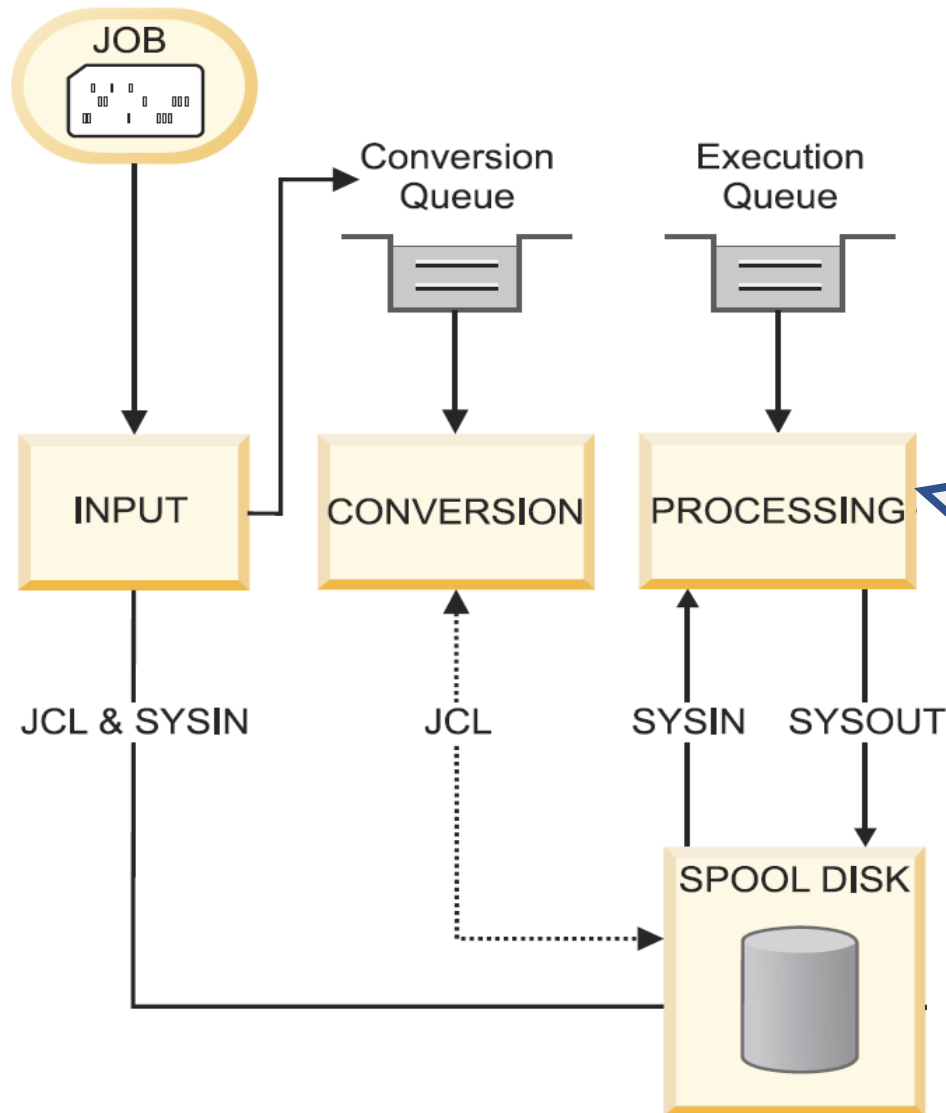 JOB
Conversion
Queue
Execution
Queue
INPUT
CONVERSION
PROCESSING
JCL & SYSIN
JCL
SYSIN
SYSOUT
SPOOL DISK